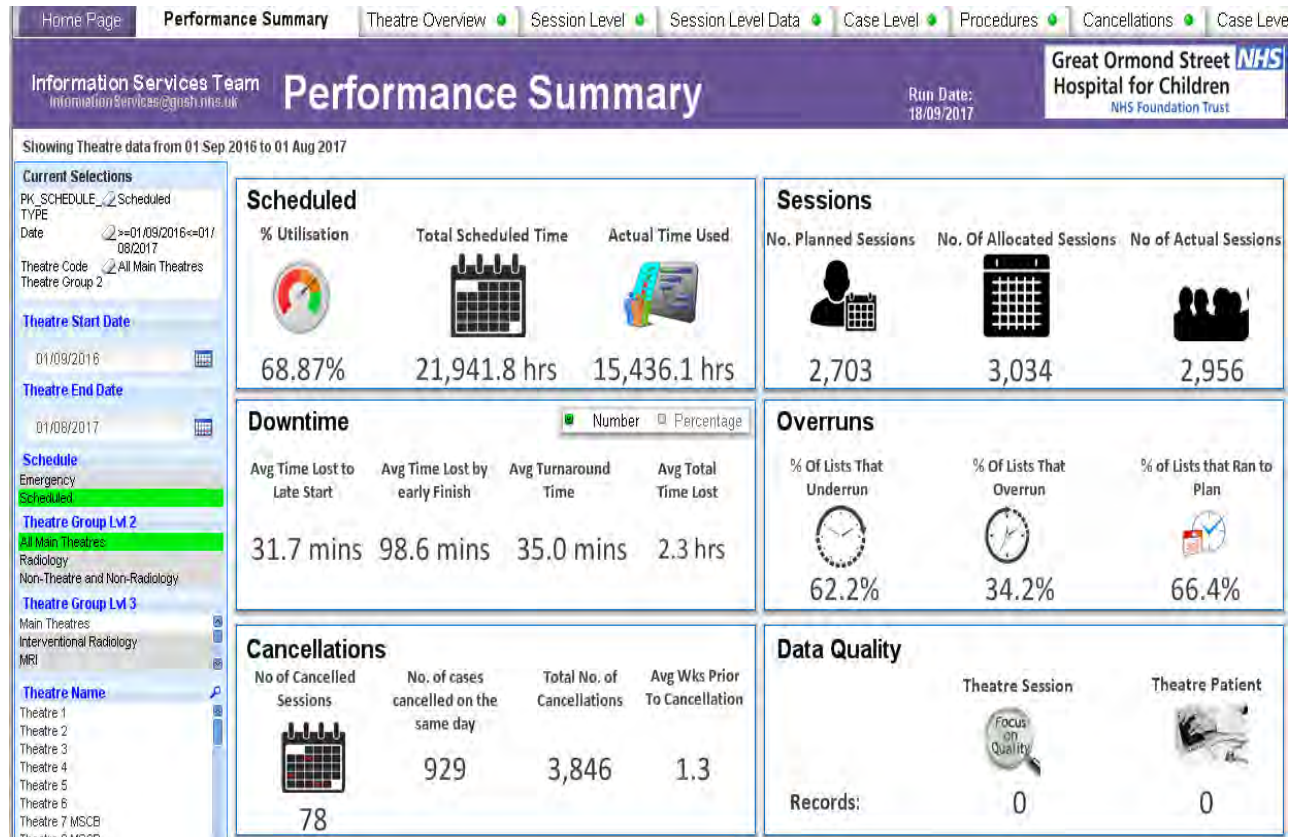 Home Page
Performance Summary
Theatre Overview
Session Level
Session Level Data
Case Level
Procedures
Cancellations
Case Leve
Information Services Team
InformationServices@gosh.nhs.uk
Performance Summary
Run Date:
18/09/2017
Great Ormond Street NHS
Hospital for Children
NHS Foundation Trust
Showing Theatre data from 01 Sep 2016 to 01 Aug 2017
Current Selections
PK_SCHEDULE_ Scheduled
TYPE
Date >=01/09/2016<=01/
08/2017
Theatre Code All Main Theatres
Theatre Group 2
Theatre Start Date
01/09/2016
Theatre End Date
01/08/2017
Schedule
Emergency
Scheduled
Theatre Group Lvl 2
All Main Theatres
Radiology
Non-Theatre and Non-Radiology
Theatre Group Lvl 3
Main Theatres
Interventional Radiology
MRI
Theatre Name
Theatre 1
Theatre 2
Theatre 3
Theatre 4
Theatre 5
Theatre 6
Theatre 7 MSCB
Scheduled
% Utilisation
Total Scheduled Time
Actual Time Used
68.87%
21,941.8 hrs
15,436.1 hrs
Sessions
No. Planned Sessions
No. Of Allocated Sessions
No of Actual Sessions
2,703
3,034
2,956
Downtime
Number
Percentage
Avg Time Lost to
Late Start
Avg Time Lost by
early Finish
Avg Turnaround
Time
Avg Total
Time Lost
31.7 mins
98.6 mins
35.0 mins
2.3 hrs
Overruns
% Of Lists That
Underrun
% Of Lists That
Overrun
% of Lists that Ran to
Plan
62.2%
34.2%
66.4%
Cancellations
No of Cancelled
Sessions
No. of cases
cancelled on the
same day
Total No. of
Cancellations
Avg Wks Prior
To Cancellation
78
929
3,846
1.3
Data Quality
Theatre Session
Theatre Patient
Focus
on
Quality
Records:
0
0